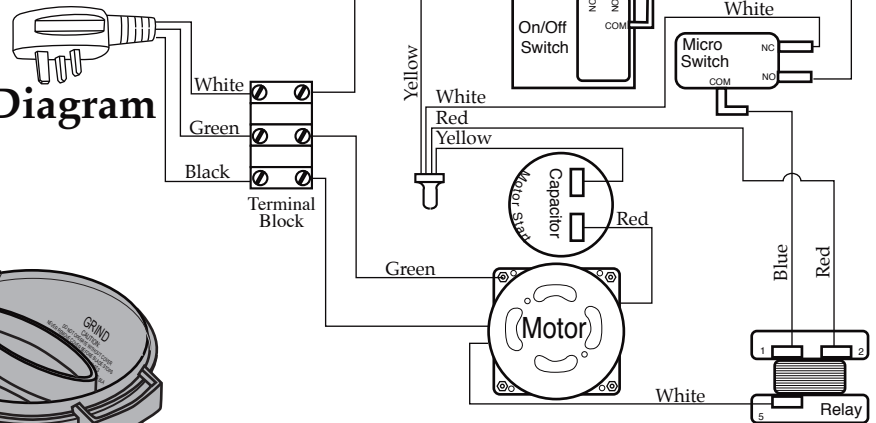 White
On/Off
Switch
NC
NO
COM
Micro
Switch
NC
NO
COM
Yellow
White
Diagram
Green
Black
Terminal
Block
White
Red
Yellow
Motor Start
Capacitor
Red
Green
Blue
Red
GRIND
CAUTION
Motor
White
1
2
5
Relay